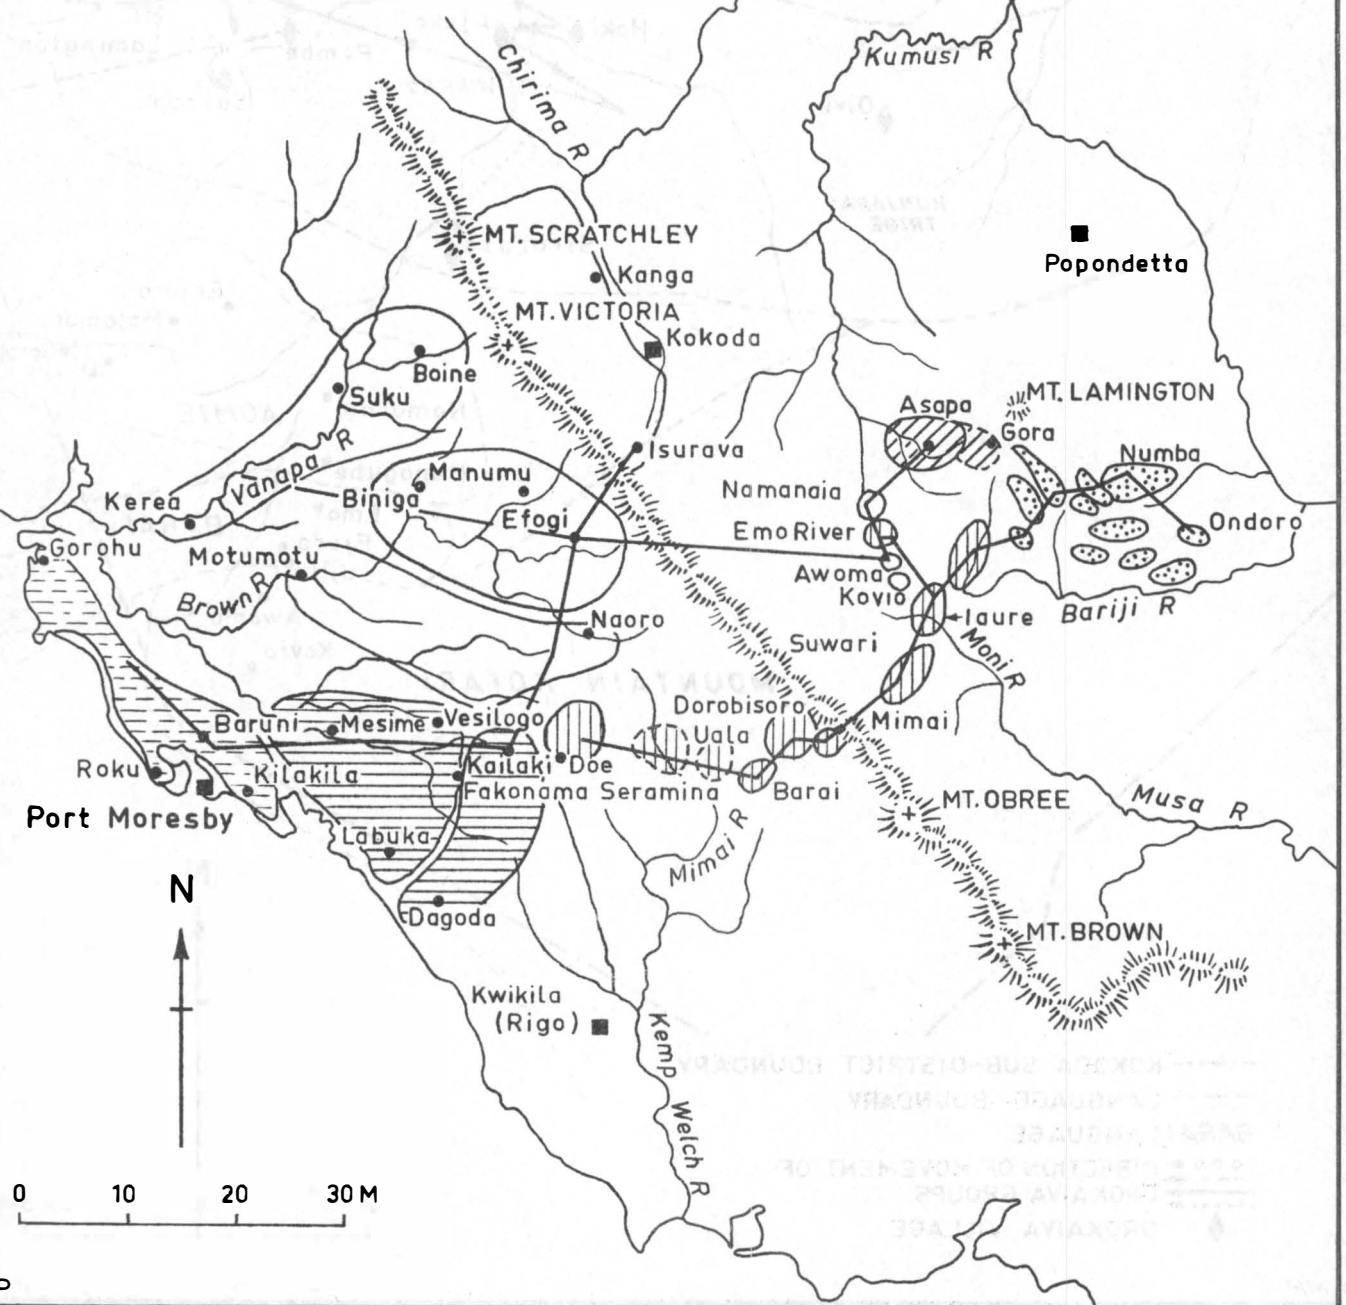 Kumusi R
Chirima R
MT. SCRATCHLEY
Popondetta
Kanga
MT. VICTORIA
Kokoda
Boine
Suku
MT. LAMINGTON
Asapa
Gora
Numba
Isurava
Vanapa R
Manumu
Biniga
Kerea
Efogi
Namanaia
Emo River
Ondoro
Gorohu
Motumotu
Brown R
Awoma
Kovio
Iaure
Bariji R
Naoro
Suwari
Moni R
Dorobisoro
Uala
Mimai
Baruni
Mesime
Vesilogo
Roku
Kilakila
Kailaki
Doe
Fakonama
Seramina
Barai
Port Moresby
Labuka
Mimai R
MT. OBREE
Musa R
N
Dagoda
MT. BROWN
Kwikila
(Rigo)
Kemp Welch R
0 10 20 30 M